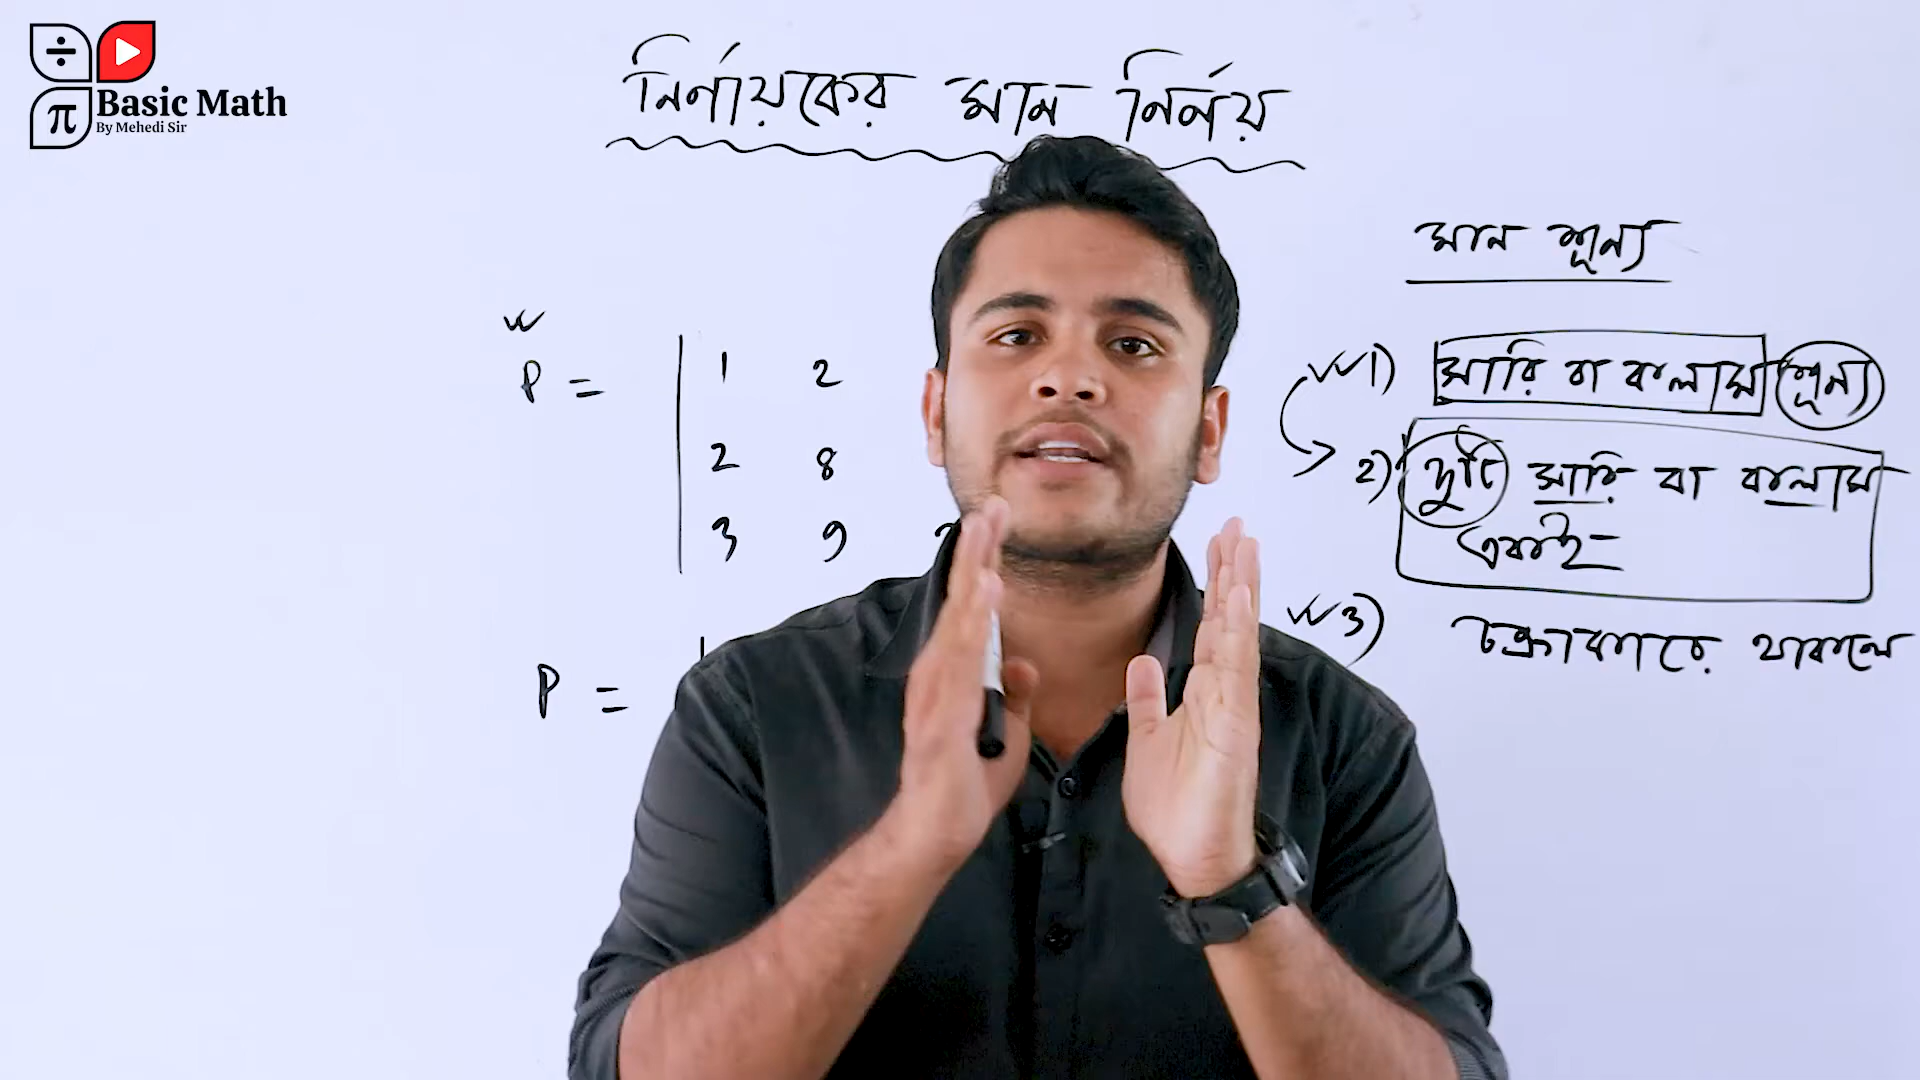 ÷
π
Basic Math
By Mehedi Sir
নির্ণায়কের মান নির্ণয়
P =
1 2
2 8
3 9
P =
মান শূন্য
1) সারি বা কলাম শূন্য
2) দুটি সারি বা কলাম
একই
3) চক্রাকারে থাকলে